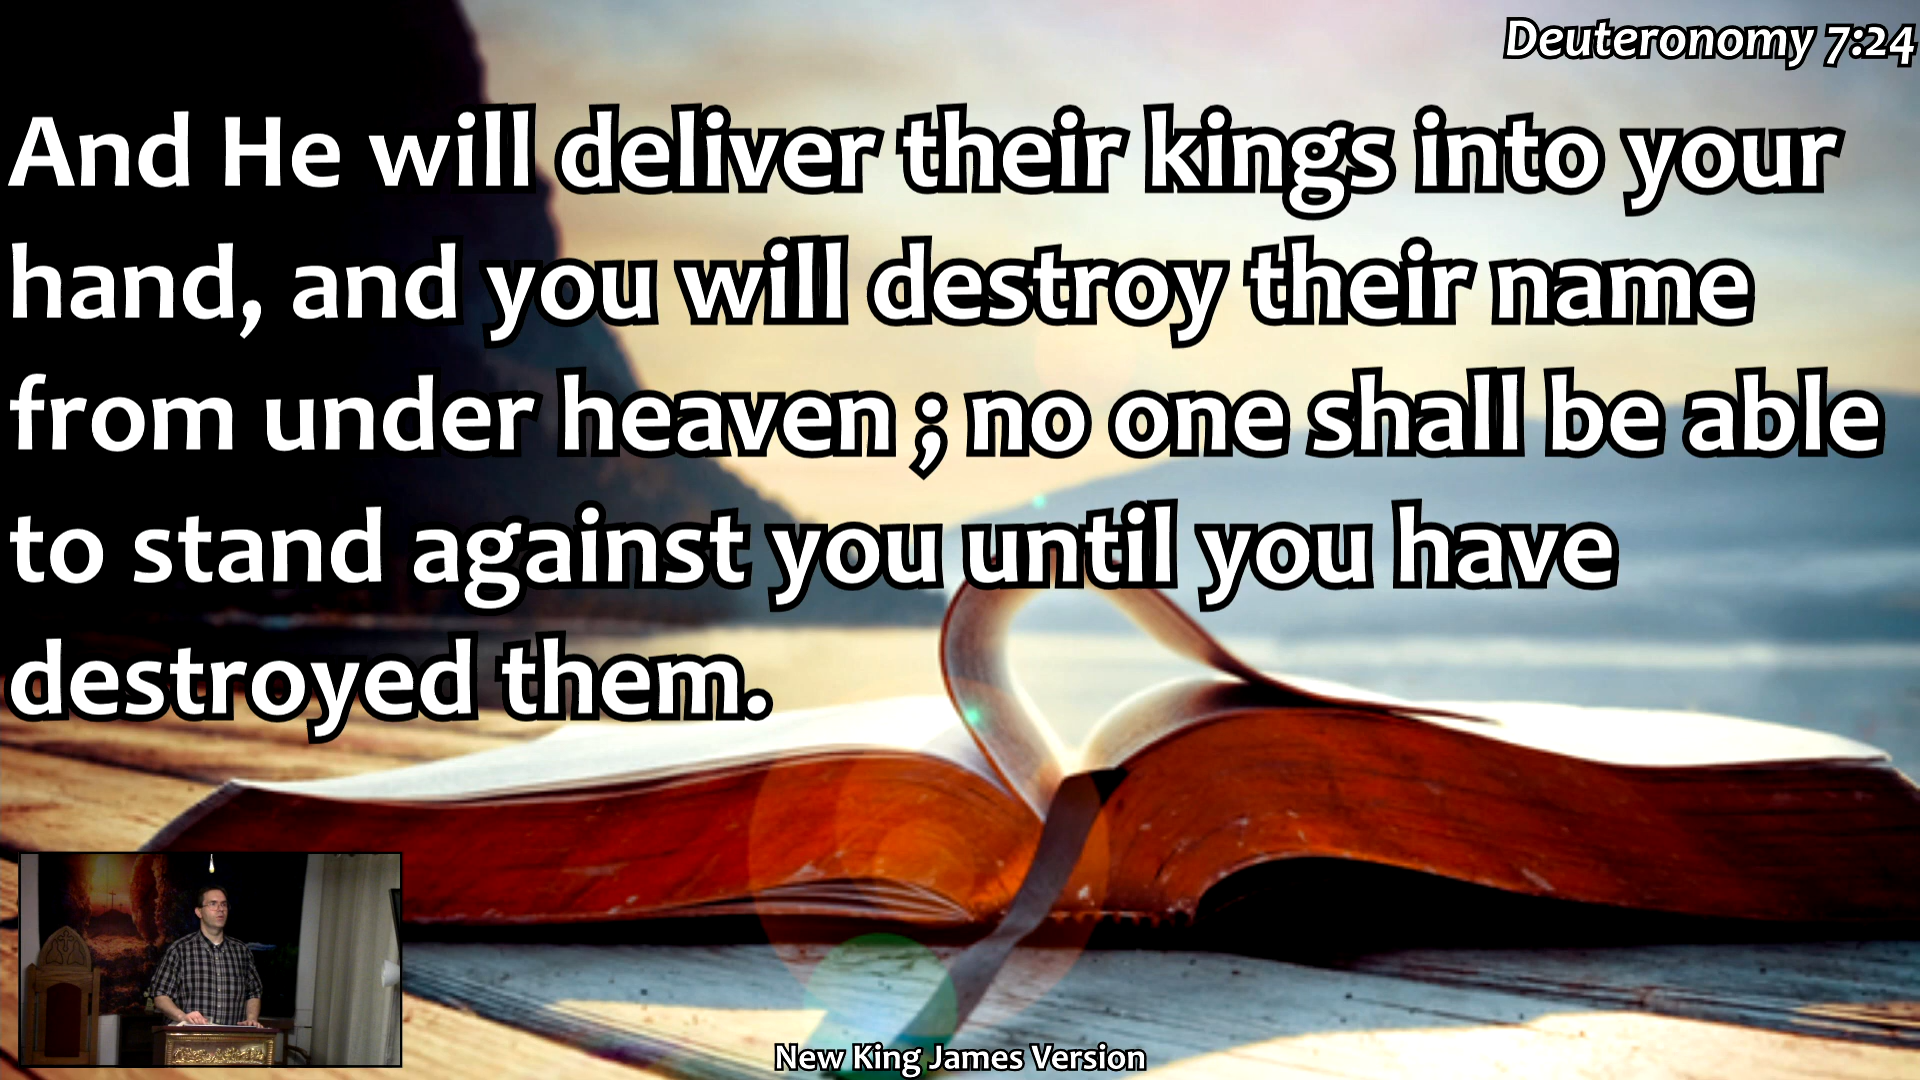 Deuteronomy 7:24
And He will deliver their kings into your
hand, and you will destroy their name
from under heaven ; no one shall be able
to stand against you until you have
destroyed them.
New King James Version